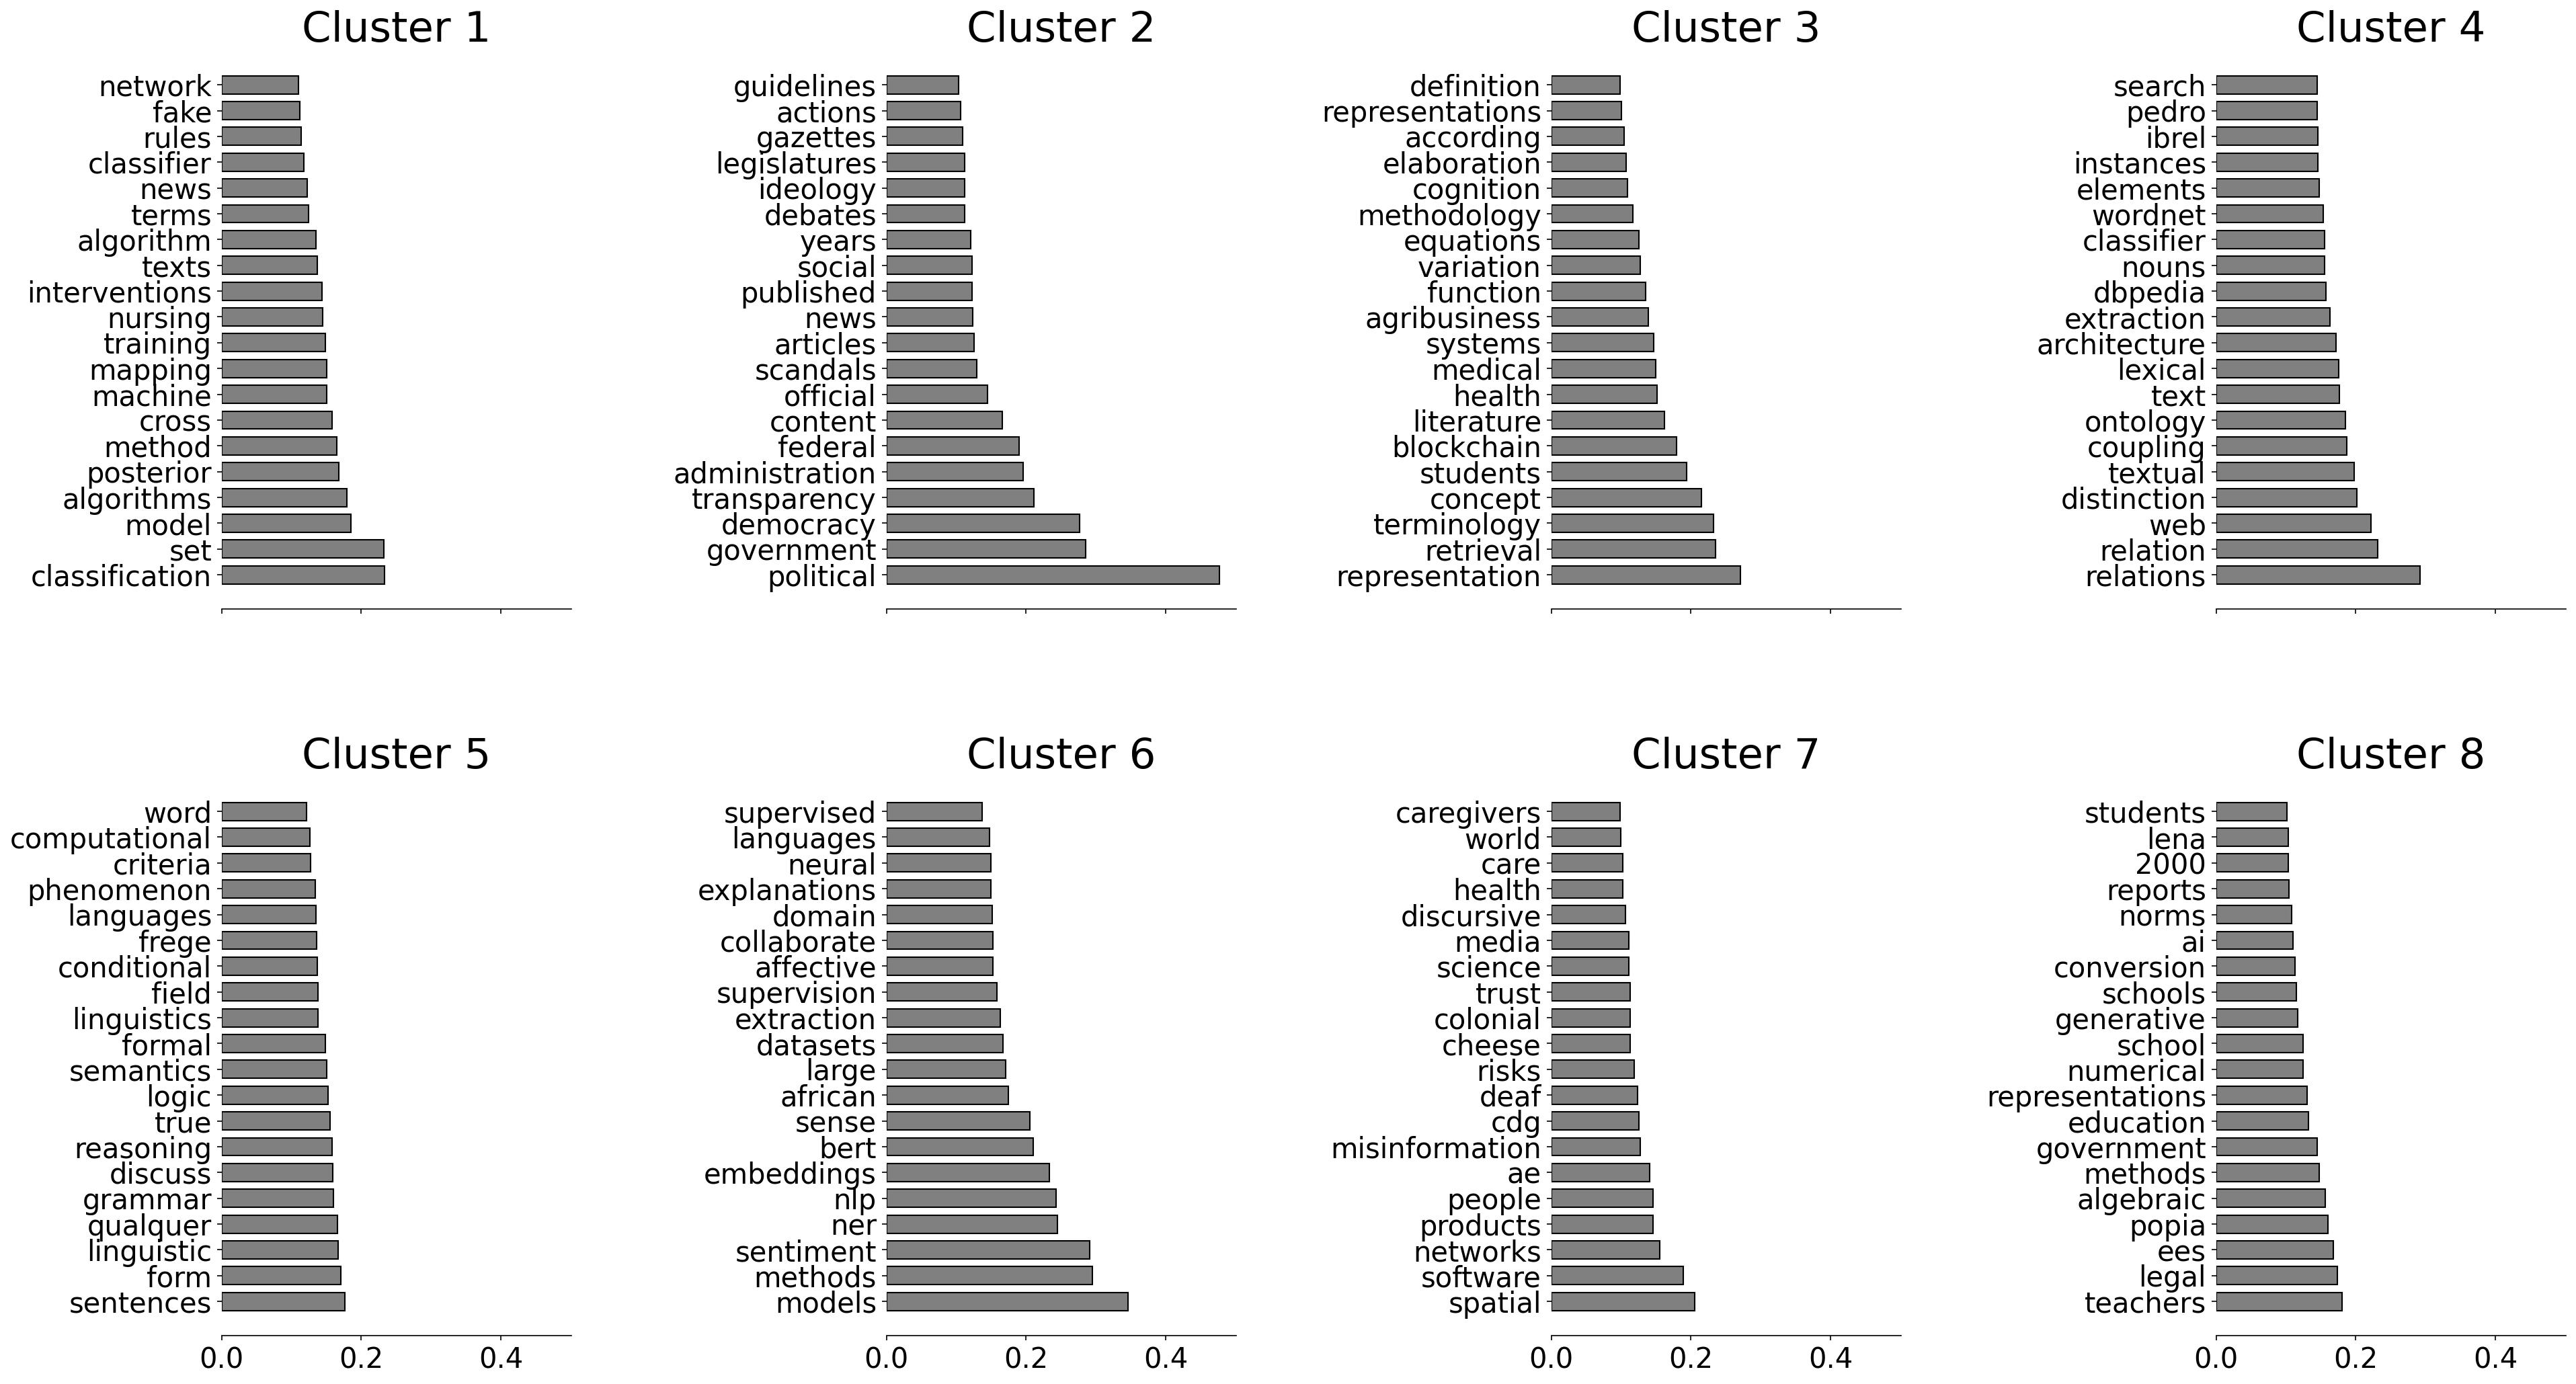 Cluster 1
network
fake
rules
classifier
news
terms
algorithm
texts
interventions
nursing
training
mapping
machine
cross
method
posterior
algorithms
model
set
classification
Cluster 2
guidelines
actions
gazettes
legislatures
ideology
debates
years
social
published
news
articles
scandals
official
content
federal
administration
transparency
democracy
government
political
Cluster 3
definition
representations
according
elaboration
cognition
methodology
equations
variation
function
agribusiness
systems
medical
health
literature
blockchain
students
concept
terminology
retrieval
representation
Cluster 4
search
pedro
ibrel
instances
elements
wordnet
classifier
nouns
dbpedia
extraction
architecture
lexical
text
ontology
coupling
textual
distinction
web
relation
relations
Cluster 5
word
computational
criteria
phenomenon
languages
frege
conditional
field
linguistics
formal
semantics
logic
true
reasoning
discuss
grammar
qualquer
linguistic
form
sentences
0.0 0.2 0.4
Cluster 6
supervised
languages
neural
explanations
domain
collaborate
affective
supervision
extraction
datasets
large
african
sense
bert
embeddings
nlp
ner
sentiment
methods
models
0.0 0.2 0.4
Cluster 7
caregivers
world
care
health
discursive
media
science
trust
colonial
cheese
risks
deaf
cdg
misinformation
ae
people
products
networks
software
spatial
0.0 0.2 0.4
Cluster 8
students
lena
2000
reports
norms
ai
conversion
schools
generative
school
numerical
representations
education
government
methods
algebraic
popia
ees
legal
teachers
0.0 0.2 0.4